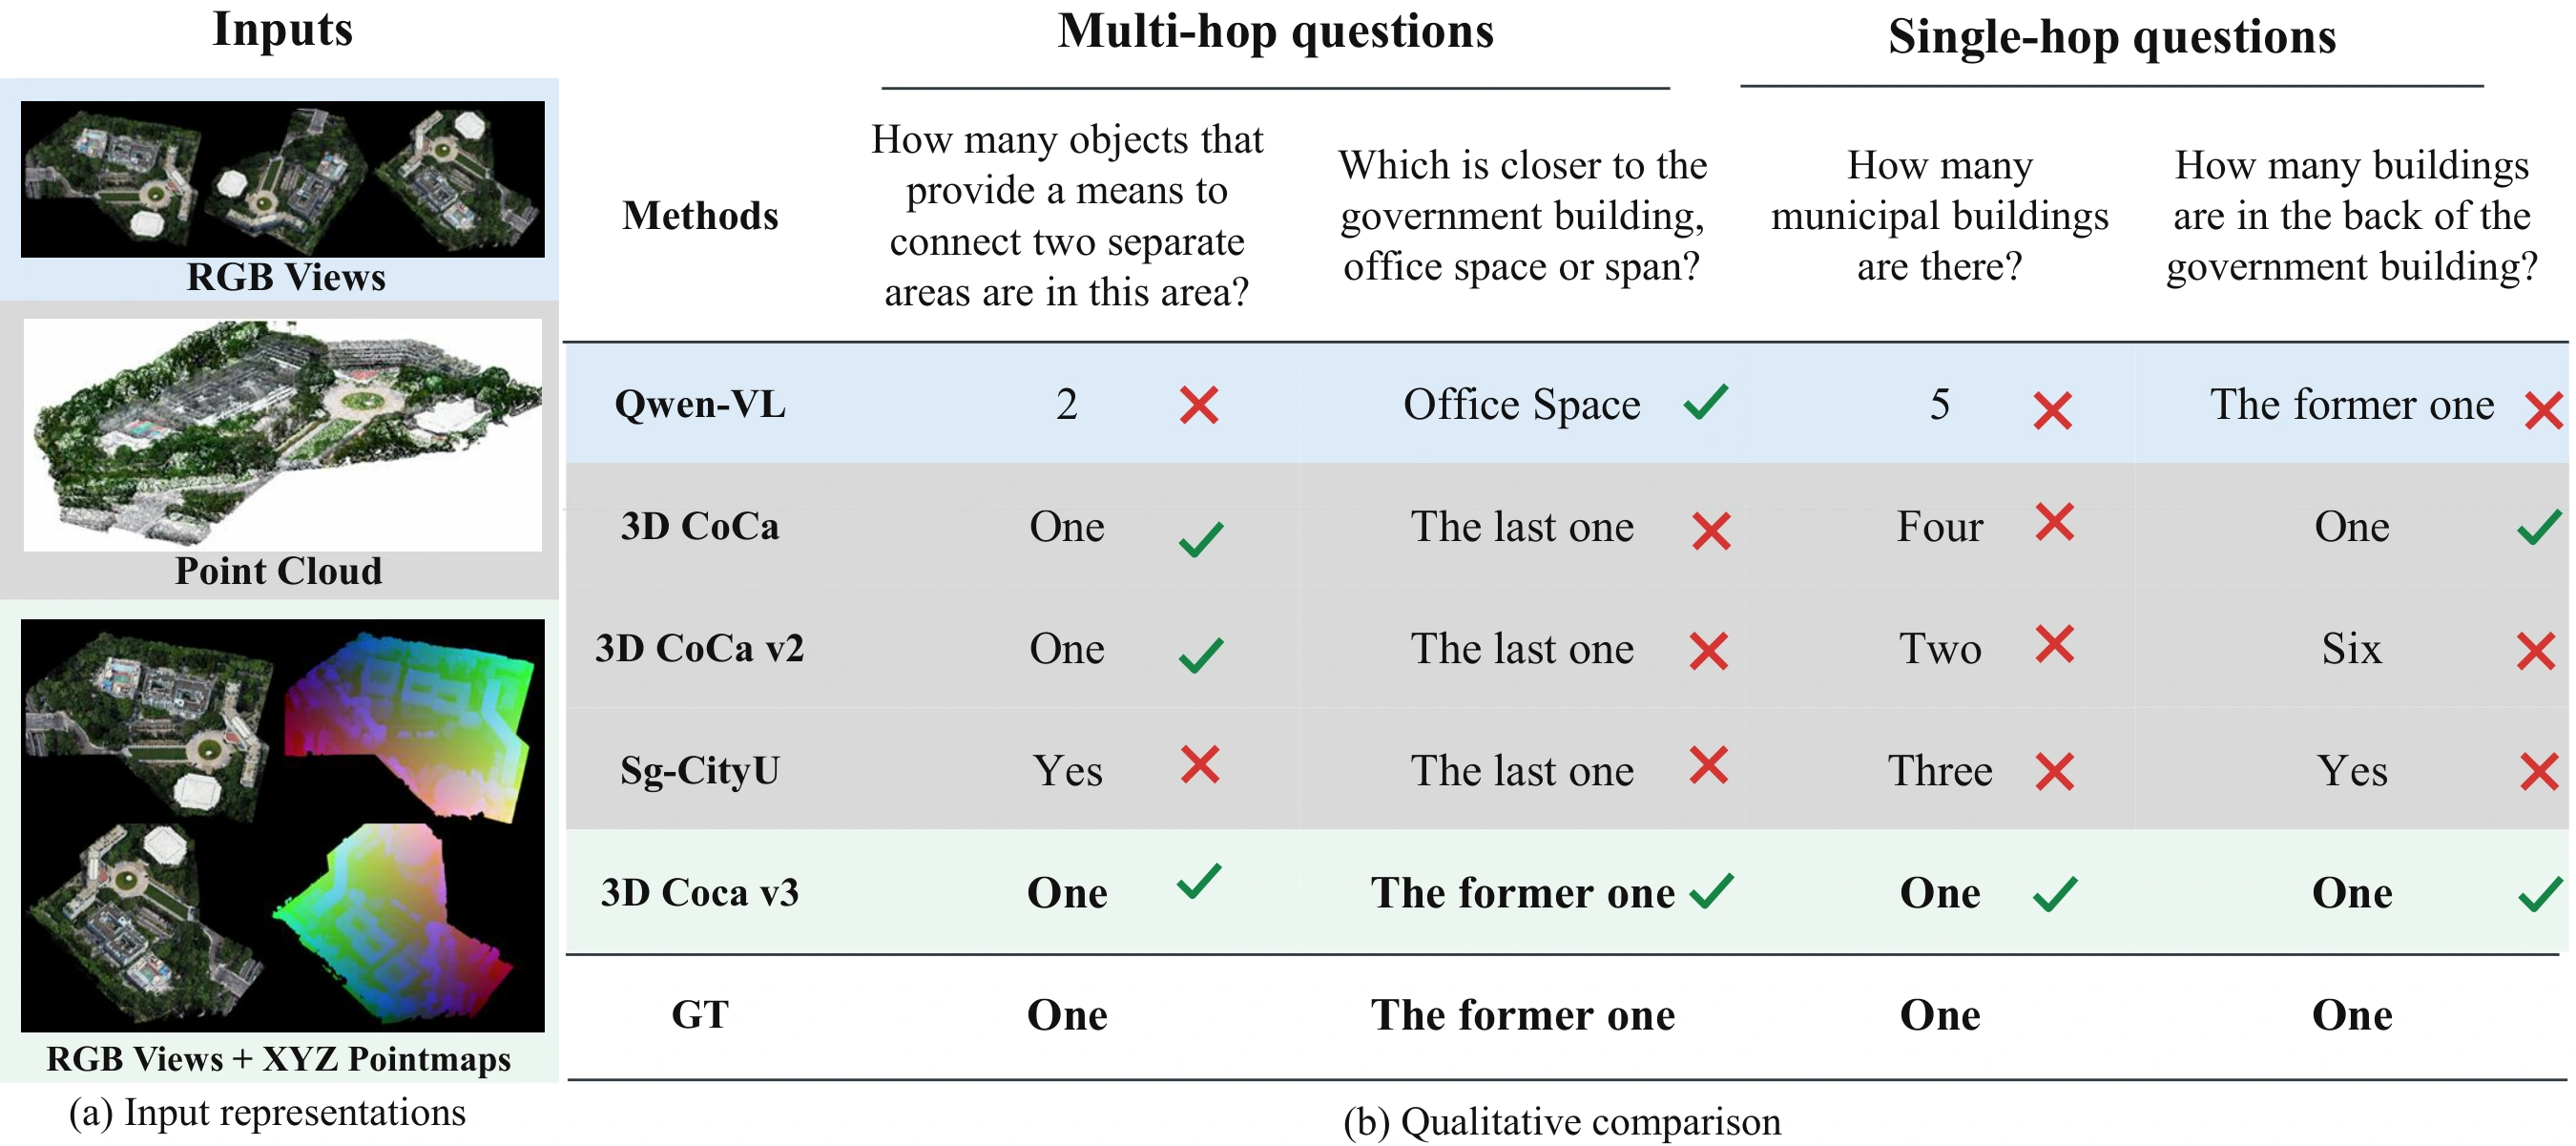 Inputs
RGB Views
Point Cloud
RGB Views + XYZ Pointmaps
(a) Input representations
Multi-hop questions
Single-hop questions
Methods
How many objects that
provide a means to
connect two separate
areas are in this area?
Which is closer to the
government building,
office space or span?
How many
municipal buildings
are there?
How many buildings
are in the back of the
government building?
Qwen-VL 2 Office Space 5 The former one
3D CoCa One The last one Four One
3D CoCa v2 One The last one Two Six
Sg-CityU Yes The last one Three Yes
3D Coca v3 One The former one One One
GT One The former one One One
(b) Qualitative comparison